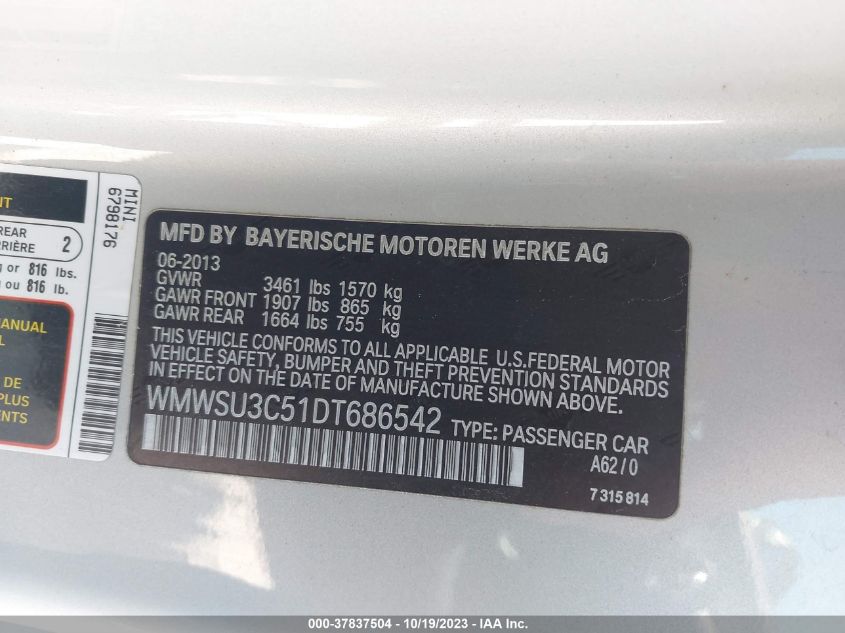 IT
REAR
RRIÈRE 2
g or 816 lbs.
g ou 816 lb.
MANUAL
L
DE
PLUS
MINI
6798176
MFD BY BAYERISCHE MOTOREN WERKE AG
06-2013
GVWR 3461 lbs 1570 kg
GAWR FRONT 1907 lbs 865 kg
GAWR REAR 1664 lbs 755 kg
THIS VEHICLE CONFORMS TO ALL APPLICABLE U.S.FEDERAL MOTOR
VEHICLE SAFETY, BUMPER AND THEFT PREVENTION STANDARDS
IN EFFECT ON THE DATE OF MANUFACTURE SHOWN ABOVE.
WMWSU3C51DT686542 TYPE: PASSENGER CAR
A62/0
7 315 814
000-37837504 | 10/19/2023 - IAA Inc.